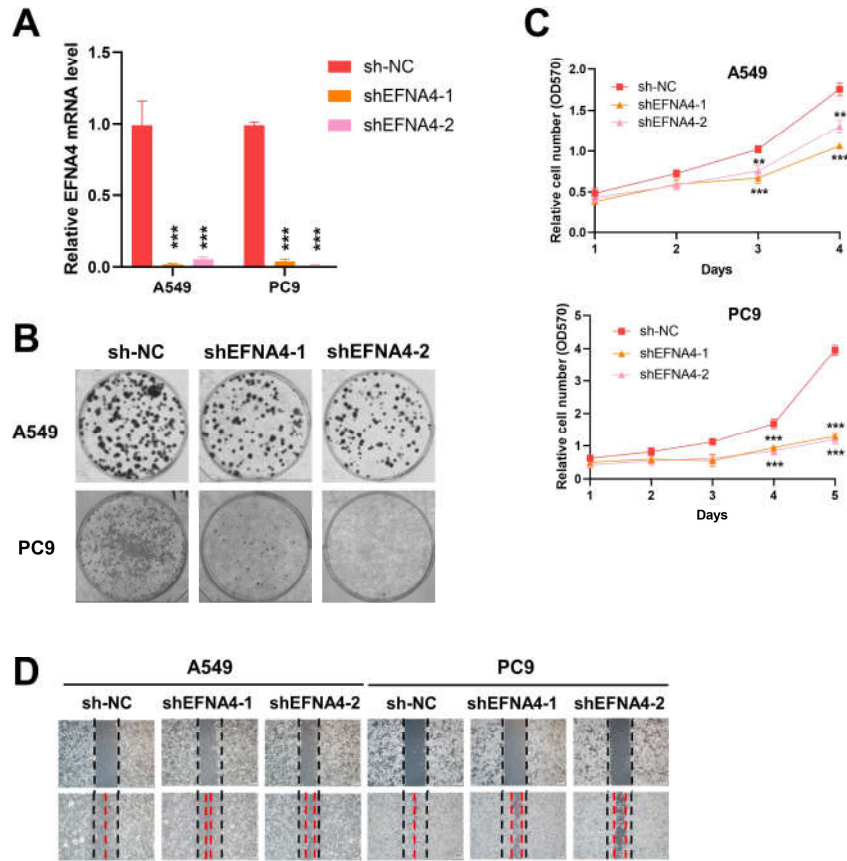 A
Relative EFNA4 mRNA level
1.5
1.0
0.5
0.0
*** *** *** ***
A549 PC9
sh-NC
shEFNA4-1
shEFNA4-2
B
sh-NC shEFNA4-1 shEFNA4-2
A549
PC9
C
A549
Relative cell number (OD570)
2.0
1.5
1.0
0.5
0.0
sh-NC
shEFNA4-1
shEFNA4-2
**
***
**
***
1 2 3 4
Days
PC9
Relative cell number (OD570)
5
4
3
2
1
0
sh-NC
shEFNA4-1
shEFNA4-2
***
***
***
***
1 2 3 4 5
Days
D
A549 PC9
sh-NC shEFNA4-1 shEFNA4-2 sh-NC shEFNA4-1 shEFNA4-2